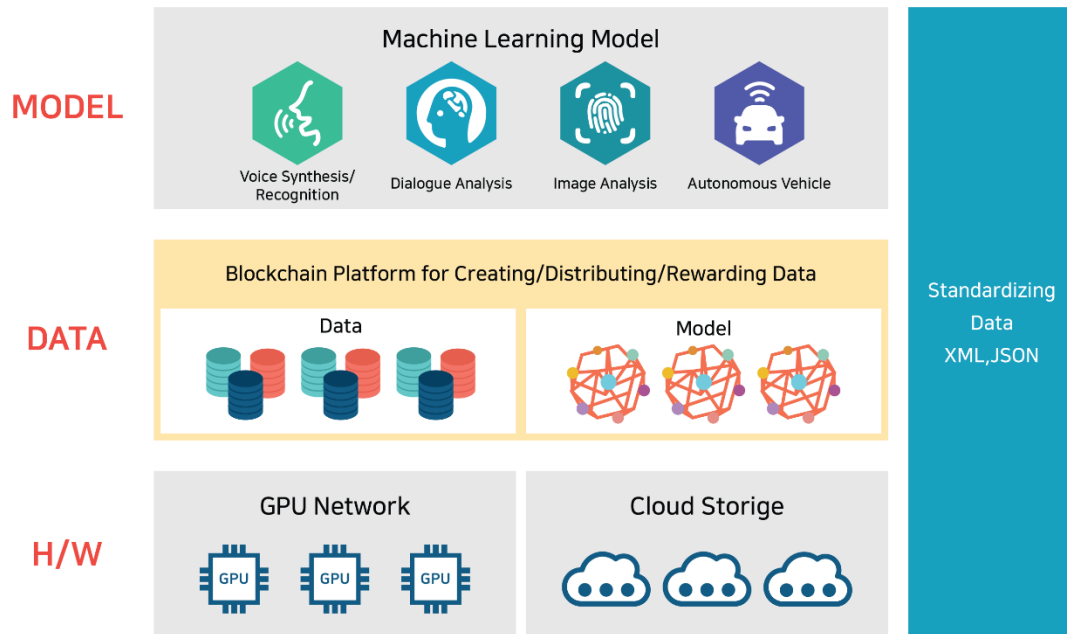 MODEL
Machine Learning Model
Voice Synthesis/
Recognition
Dialogue Analysis
Image Analysis
Autonomous Vehicle
DATA
Blockchain Platform for Creating/Distributing/Rewarding Data
Data
Model
H/W
GPU Network
GPU
GPU
GPU
Cloud Storige
Standardizing
Data
XML,JSON